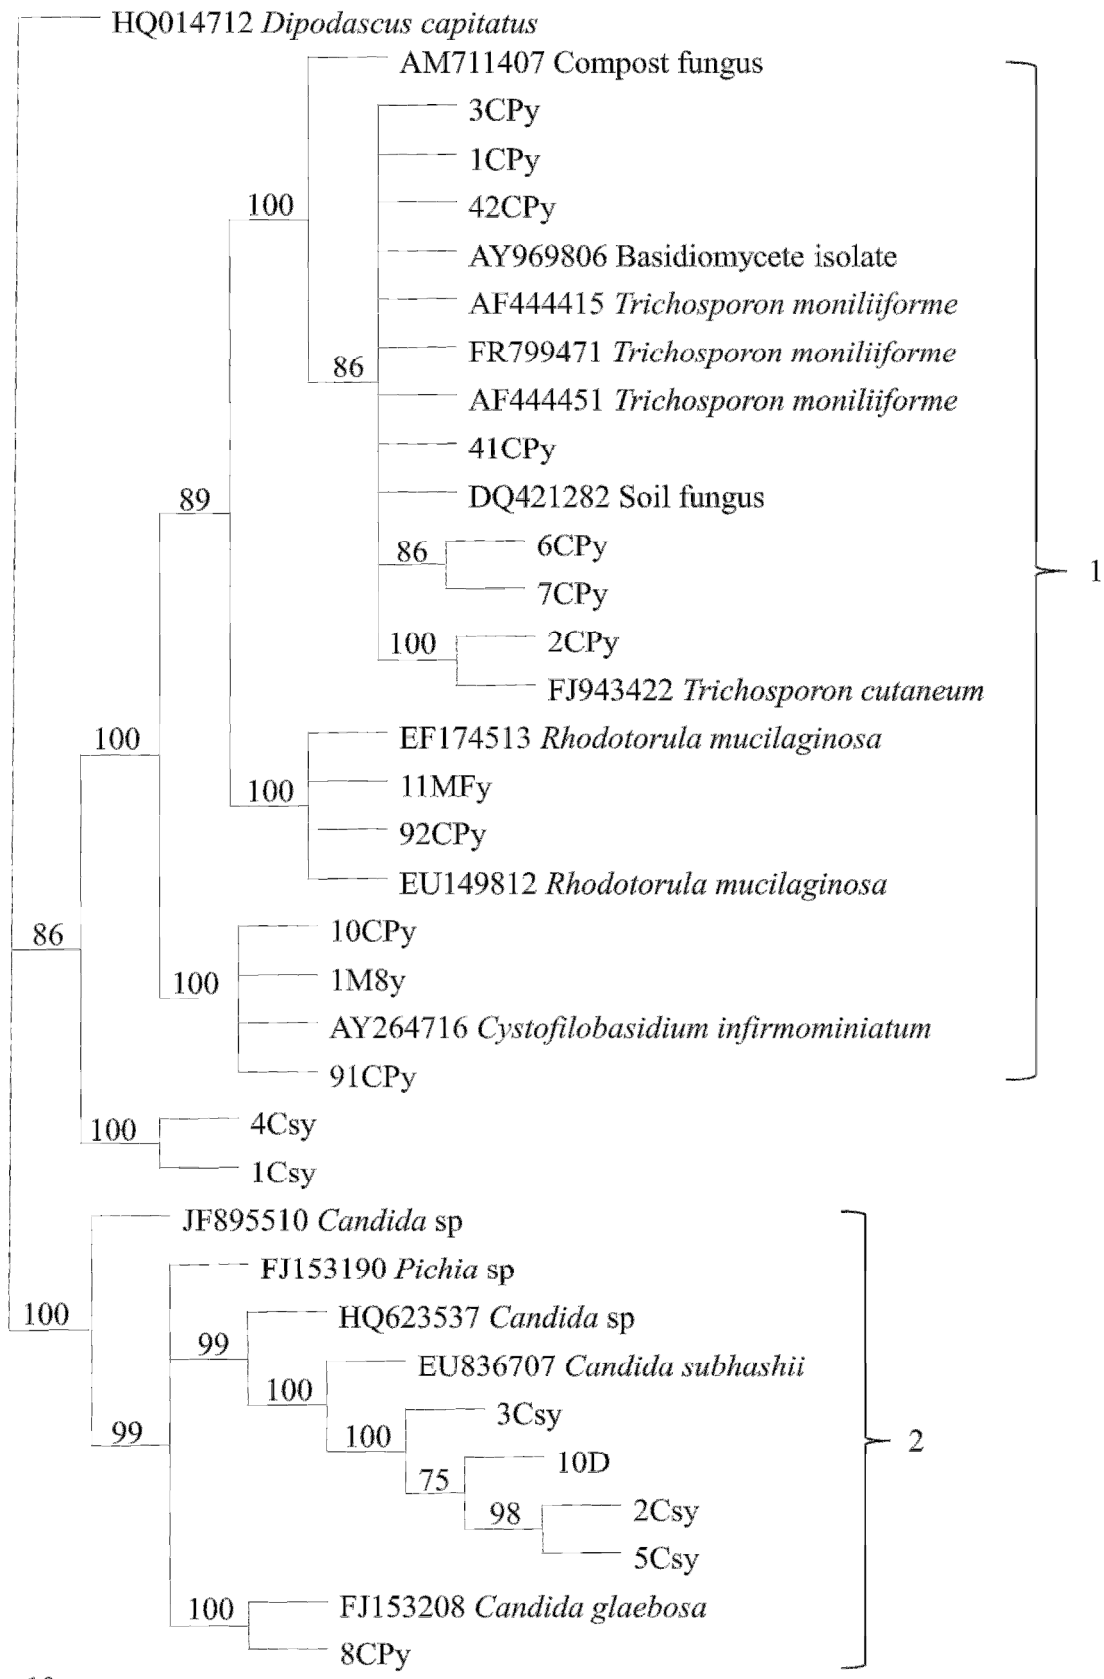 HQ014712 Dipodascus capitatus
AM711407 Compost fungus
3CPy
1CPy
100
42CPy
AY969806 Basidiomycete isolate
AF444415 Trichosporon moniliiforme
FR799471 Trichosporon moniliiforme
86
AF444451 Trichosporon moniliiforme
41CPy
89
DQ421282 Soil fungus
86
6CPy
1
7CPy
100
2CPy
FJ943422 Trichosporon cutaneum
100
EF174513 Rhodotorula mucilaginosa
100
11MFy
92CPy
EU149812 Rhodotorula mucilaginosa
86
10CPy
100
1M8y
AY264716 Cystofilobasidium infirmominiatum
91CPy
100
4Csy
1Csy
JF895510 Candida sp
FJ153190 Pichia sp
100
HQ623537 Candida sp
99
EU836707 Candida subhashii
100
3Csy
99
100
2
10D
75
98
2Csy
5Csy
100
FJ153208 Candida glaebosa
8CPy